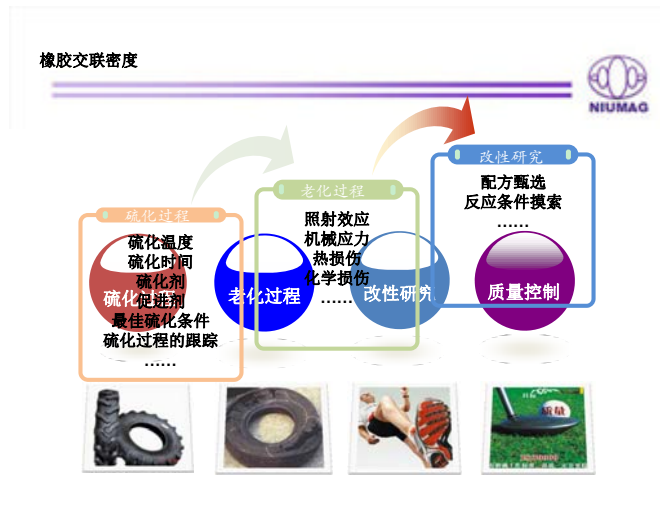 橡胶交联密度
NIUMAG
硫化过程
硫化温度
硫化时间
硫化剂
促进剂
最佳硫化条件
硫化过程的跟踪
……
老化过程
照射效应
机械应力
热损伤
化学损伤
……
改性研究
配方甄选
反应条件摸索
……
硫化过程
老化过程
改性研究
质量控制
质量